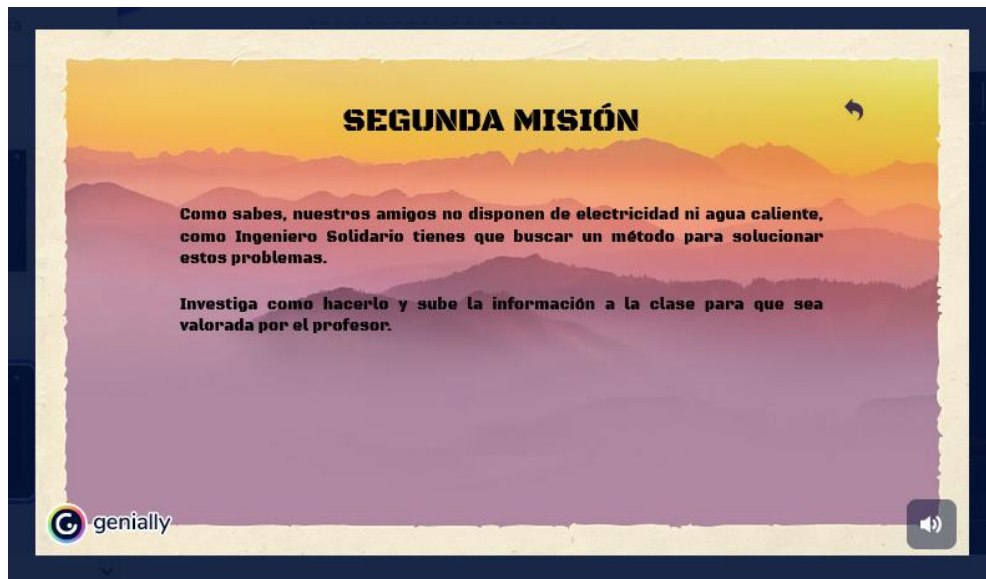 SEGUNDA MISIÓN
Como sabes, nuestros amigos no disponen de electricidad ni agua caliente,
como Ingeniero Solidario tienes que buscar un método para solucionar
estos problemas.
Investiga como hacerlo y sube la información a la clase para que sea
valorada por el profesor.
genially